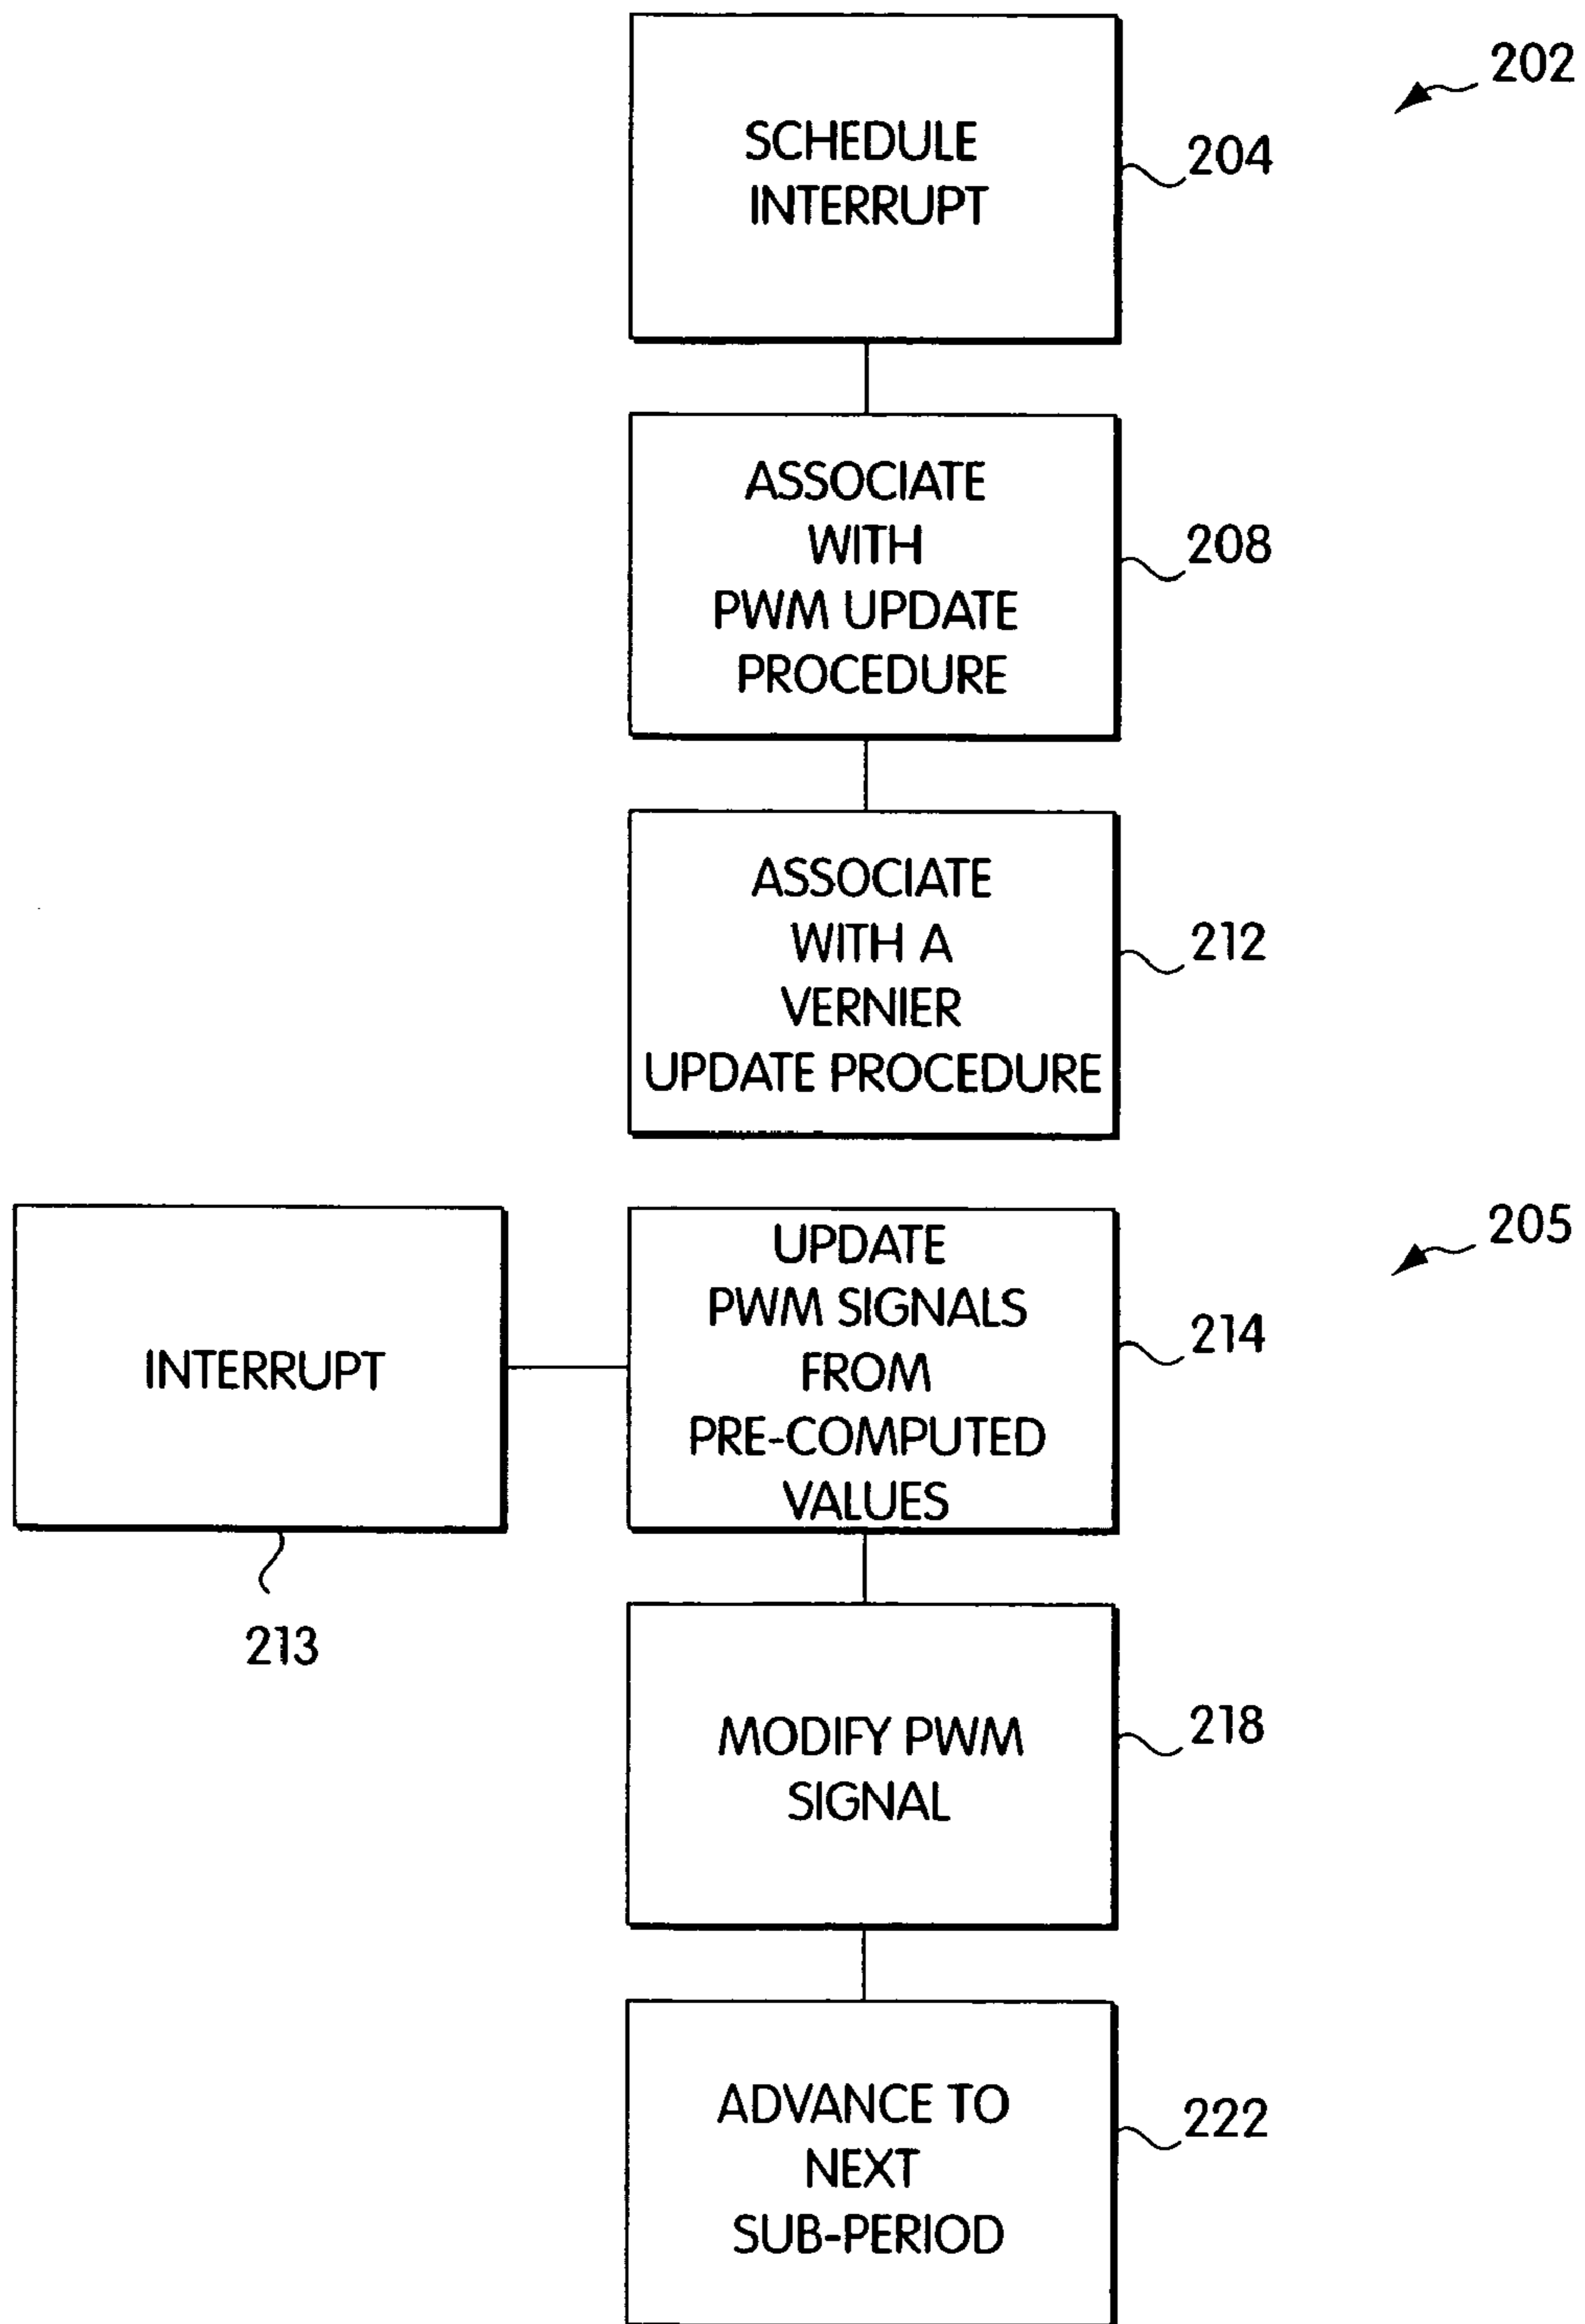 202
SCHEDULE
INTERRUPT
204
ASSOCIATE
WITH
PWM UPDATE
PROCEDURE
208
ASSOCIATE
WITH A
VERNIER
UPDATE PROCEDURE
212
205
INTERRUPT
213
UPDATE
PWM SIGNALS
FROM
PRE-COMPUTED
VALUES
214
MODIFY PWM
SIGNAL
218
ADVANCE TO
NEXT
SUB-PERIOD
222